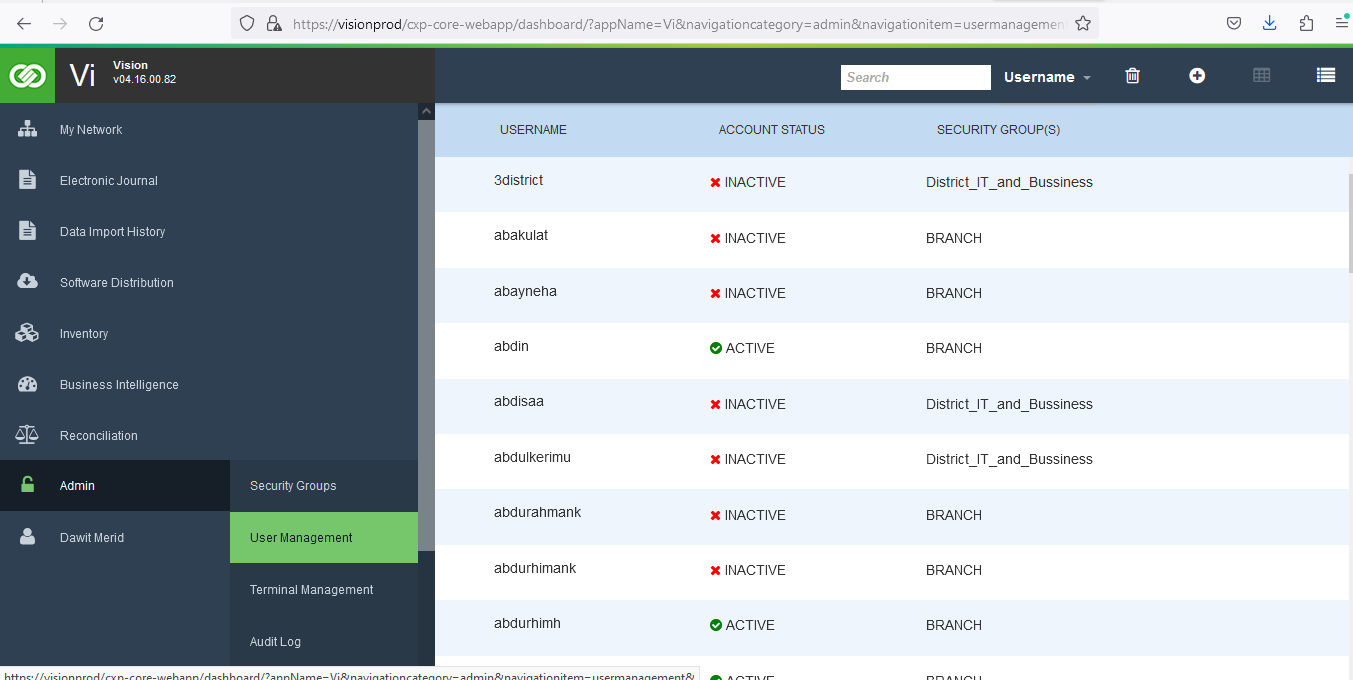 https://visionprod/cxp-core-webapp/dashboard/?appName=Vi&navigationcategory=admin&navigationitem=usermanagemen
Vi
Vision
v04.16.00.82
Search
Username
My Network
Electronic Journal
Data Import History
Software Distribution
Inventory
Business Intelligence
Reconciliation
Admin
Dawit Merid
Security Groups
User Management
Terminal Management
Audit Log
USERNAME ACCOUNT STATUS SECURITY GROUP(S)
3district INACTIVE District_IT_and_Bussiness
abakulat INACTIVE BRANCH
abayneha INACTIVE BRANCH
abdin ACTIVE BRANCH
abdisaa INACTIVE District_IT_and_Bussiness
abdulkerimu INACTIVE District_IT_and_Bussiness
abdurahmank INACTIVE BRANCH
abdurhimank INACTIVE BRANCH
abdurhimh ACTIVE BRANCH
ACTIVE BRANCH
https://visionprod/cxp-core-webapp/dashboard/?appName=Vi&navigationcategory=admin&navigationitem=usermanagement&